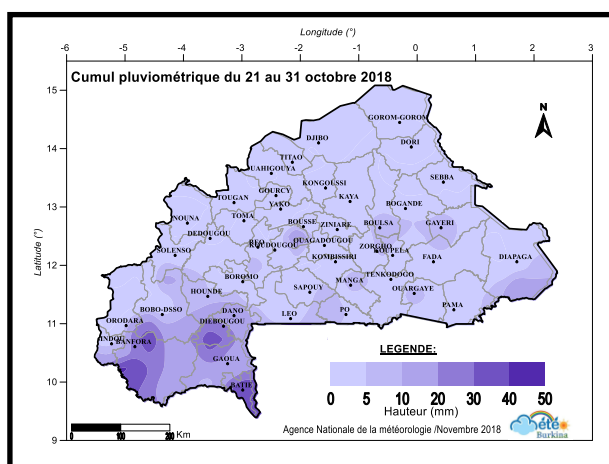 Longitude (°)
-6 -5 -4 -3 -2 -1 0 1 2 3
Cumul pluviométrique du 21 au 31 octobre 2018
15
14
13
12
11
10
9
Latitude (°)
N
GOROM-GOROM
DJIBO
DORI
TITAO
OUAHIGOUYA
SEBBA
KONGOUSSI
GOURCY
KAYA
TOUGAN
YAKO
BOGANDE
NOUNA
TOMA
BOUSSE
ZINIARE
BOULSA
GAYERI
DEDOUGOU
REO
KOUDOUGOU
OUAGADOUGOU
ZORGHO
KOUPELA
SOLENSO
KOMBISSIRI
FADA
DIAPAGA
BOROMO
TENKODOGO
MANGA
HOUNDE
SAPOUY
OUARGAYE
BOBO-DSSO
DANO
LEO
PO
PAMA
ORODARA
DIEBOUGOU
INDOU
BANFORA
GAOUA
BATIE
LEGENDE:
0 5 10 20 30 40 50
Hauteur (mm)
0 100 200 Km
Agence Nationale de la météorologie /Novembre 2018
été
Burkina